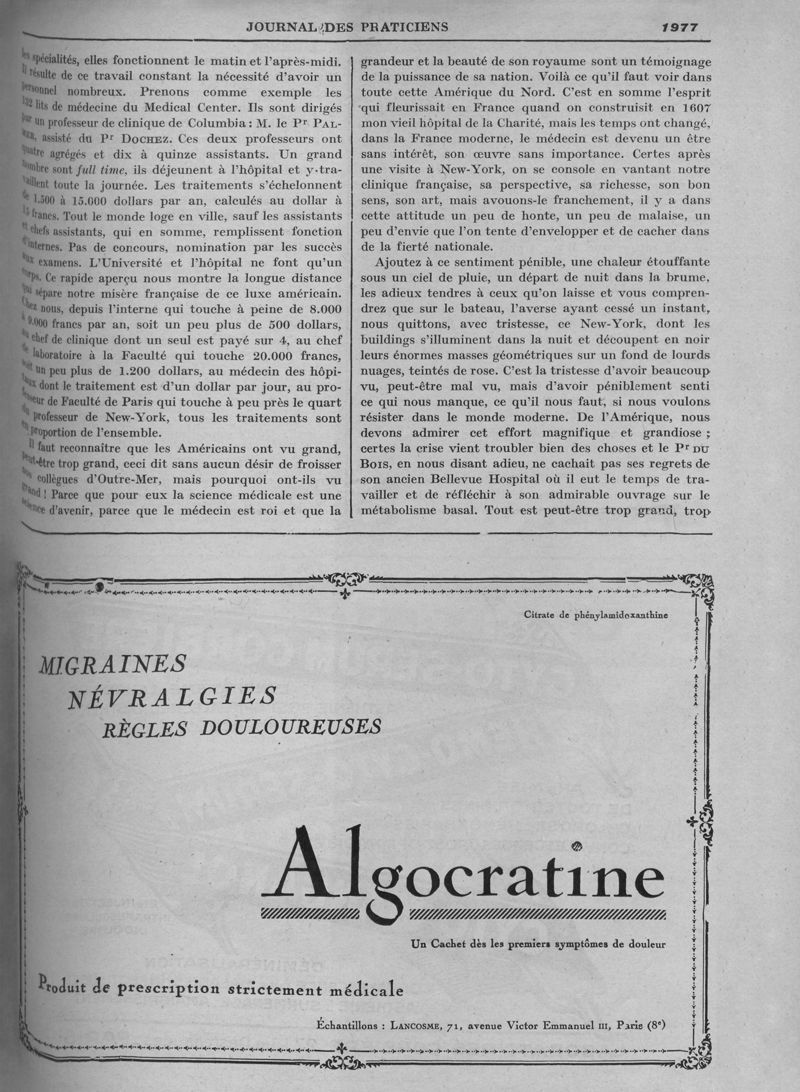 JOURNAL DES PRATICIENS 1977
spécialités, elles fonctionnent le matin et l'après-midi.
résulte de ce travail constant la nécessité d'avoir un
personnel nombreux. Prenons comme exemple les
lits de médecine du Medical Center. Ils sont dirigés
par un professeur de clinique de Columbia : M. le Pr PAL-
assisté du Pr DOCHEZ. Ces deux professeurs ont
quatre agrégés et dix à quinze assistants. Un grand
nombre sont full time, ils déjeunent à l'hôpital et y tra-
vaillent toute la journée. Les traitements s'échelonnent
de 1.500 à 15.000 dollars par an, calculés au dollar à
francs. Tout le monde loge en ville, sauf les assistants
et chefs assistants, qui en somme, remplissent fonction
d'internes. Pas de concours, nomination par les succès
aux examens. L'Université et l'hôpital ne font qu'un
corps. Ce rapide aperçu nous montre la longue distance
qui sépare notre misère française de ce luxe américain.
Chez nous, depuis l'interne qui touche à peine de 8.000
à 9.000 francs par an, soit un peu plus de 500 dollars,
au chef de clinique dont un seul est payé sur 4, au chef
de laboratoire à la Faculté qui touche 20.000 francs,
soit un peu plus de 1.200 dollars, au médecin des hôpi-
taux dont le traitement est d'un dollar par jour, au pro-
fesseur de Faculté de Paris qui touche à peu près le quart
du professeur de New-York, tous les traitements sont
en proportion de l'ensemble.
Il faut reconnaître que les Américains ont vu grand,
peut-être trop grand, ceci dit sans aucun désir de froisser
nos collègues d'Outre-Mer, mais pourquoi ont-ils vu
grand ! Parce que pour eux la science médicale est une
science d'avenir, parce que le médecin est roi et que la
grandeur et la beauté de son royaume sont un témoignage
de la puissance de sa nation. Voilà ce qu'il faut voir dans
toute cette Amérique du Nord. C'est en somme l'esprit
qui fleurissait en France quand on construisit en 1607
mon vieil hôpital de la Charité, mais les temps ont changé,
dans la France moderne, le médecin est devenu un être
sans intérêt, son œuvre sans importance. Certes après
une visite à New-York, on se console en vantant notre
clinique française, sa perspective, sa richesse, son bon
sens, son art, mais avouons-le franchement, il y a dans
cette attitude un peu de honte, un peu de malaise, un
peu d'envie que l'on tente d'envelopper et de cacher dans
de la fierté nationale.
Ajoutez à ce sentiment pénible, une chaleur étouffante
sous un ciel de pluie, un départ de nuit dans la brume,
les adieux tendres à ceux qu'on laisse et vous compren-
drez que sur le bateau, l'averse ayant cessé un instant,
nous quittons, avec tristesse, ce New-York, dont les
buildings s'illuminent dans la nuit et découpent en noir
leurs énormes masses géométriques sur un fond de lourds
nuages, teintés de rose. C'est la tristesse d'avoir beaucoup
vu, peut-être mal vu, mais d'avoir péniblement senti
ce qui nous manque, ce qu'il nous faut, si nous voulons
résister dans le monde moderne. De l'Amérique, nous
devons admirer cet effort magnifique et grandiose ;
certes la crise vient troubler bien des choses et le Pr DU
BOIS, en nous disant adieu, ne cachait pas ses regrets de
son ancien Bellevue Hospital où il eut le temps de tra-
vailler et de réfléchir à son admirable ouvrage sur le
métabolisme basal. Tout est peut-être trop grand, trop
Citrate de phénylamidoxanthine
MIGRAINES
NÉVRALGIES
RÈGLES DOULOUREUSES
Algocratine
Un Cachet dès les premiers symptômes de douleur
Produit de prescription strictement médicale
Échantillons : LANCOSME, 71, avenue Victor Emmanuel III, Paris (8e)